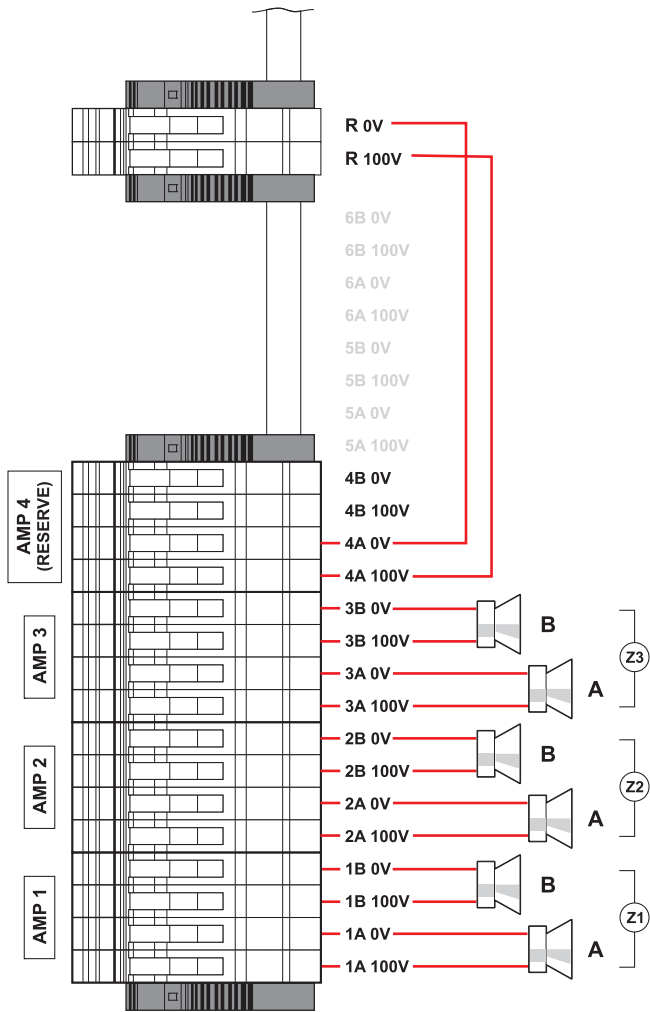 R 0V
R 100V
6B 0V
6B 100V
6A 0V
6A 100V
5B 0V
5B 100V
5A 0V
5A 100V
AMP 4
(RESERVE)
4B 0V
4B 100V
4A 0V
4A 100V
AMP 3
3B 0V
3B 100V
B
3A 0V
3A 100V
A
Z3
AMP 2
2B 0V
2B 100V
B
2A 0V
2A 100V
A
Z2
AMP 1
1B 0V
1B 100V
B
1A 0V
1A 100V
A
Z1